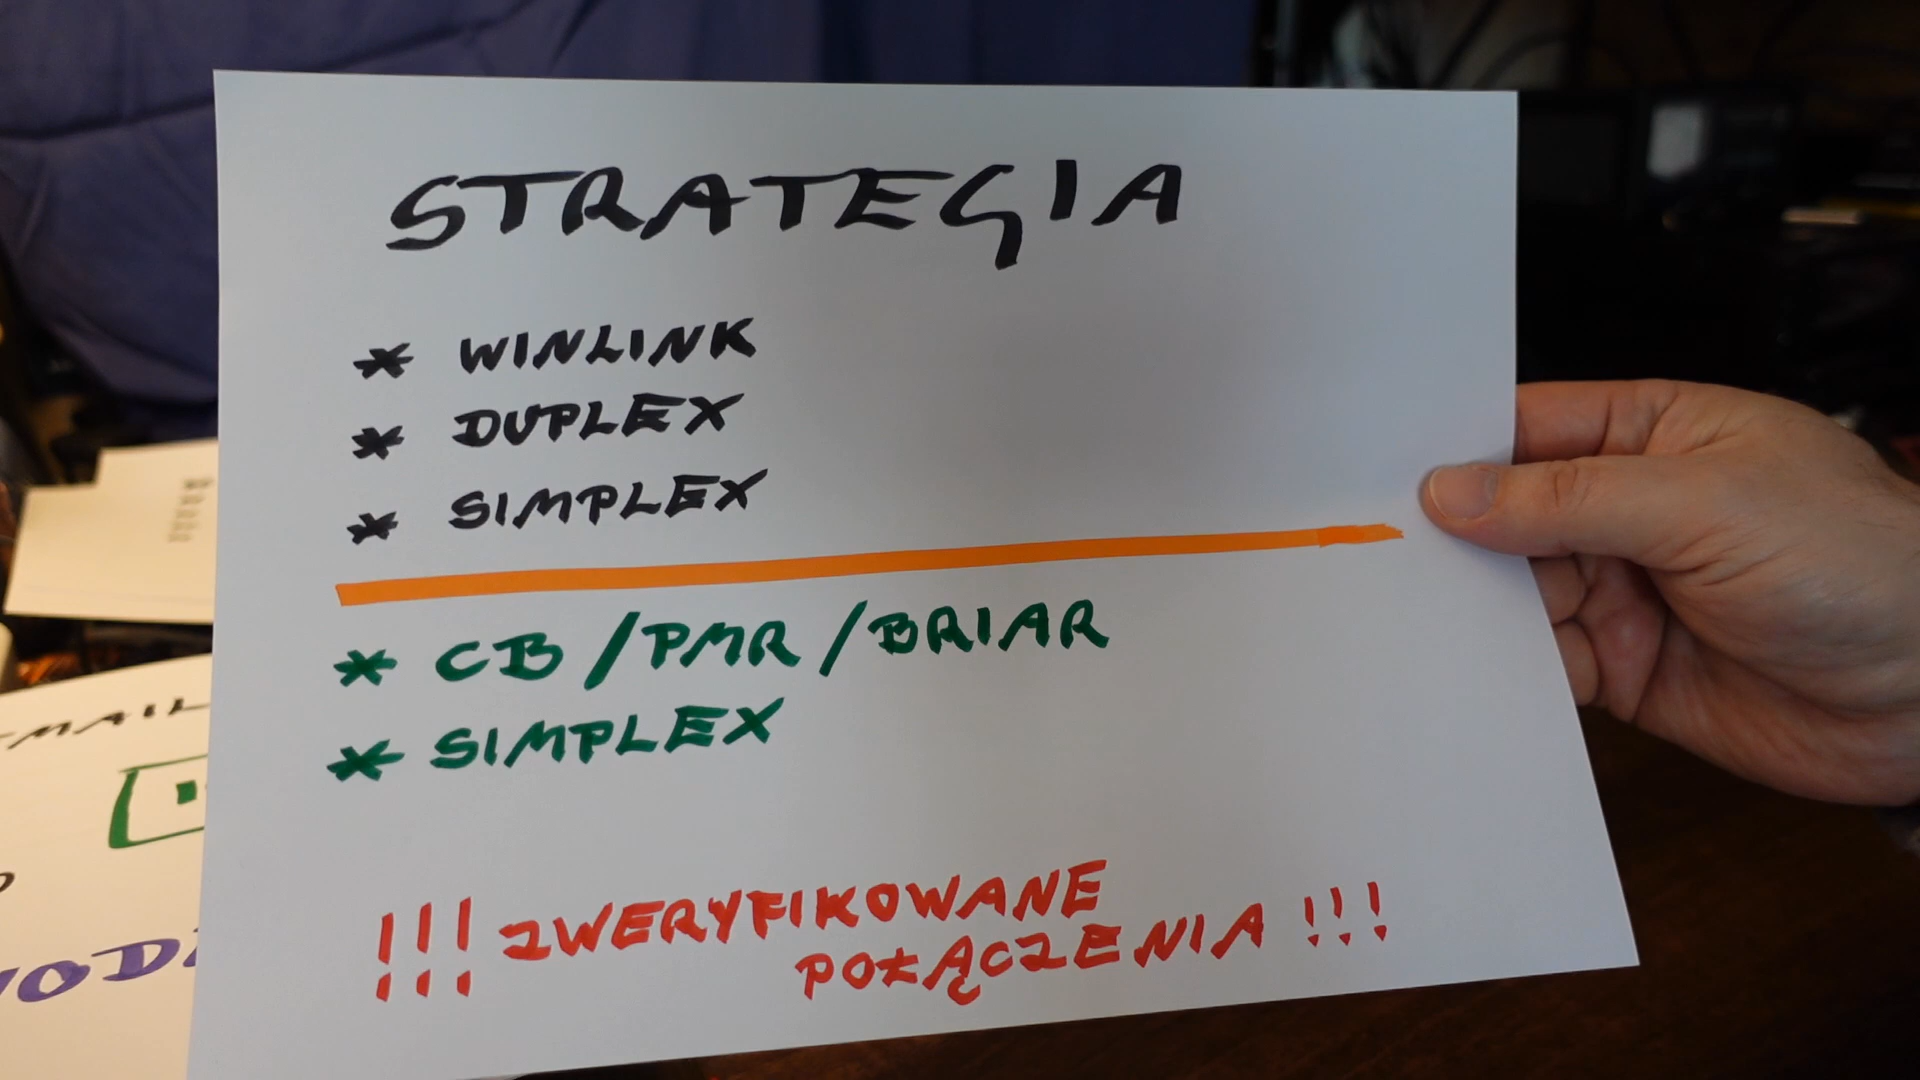 STRATEGIA
* WINLINK
* DUPLEX
* SIMPLEX
* CB / PMR / BRIAR
* SIMPLEX
!!! ZWERYFIKOWANE
POŁĄCZENIA !!!